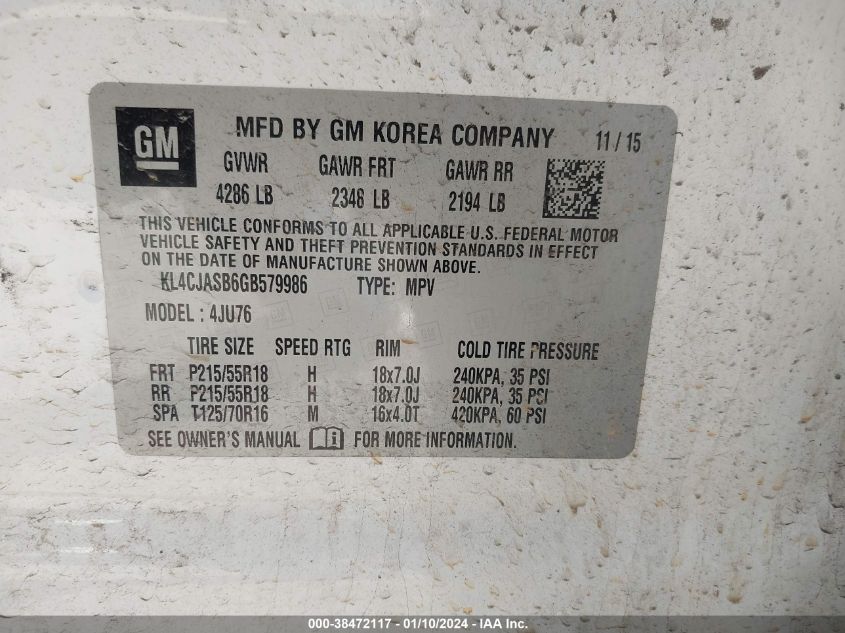 GM
MFD BY GM KOREA COMPANY 11/15
GVWR GAWR FRT GAWR RR
4286 LB 2348 LB 2194 LB
THIS VEHICLE CONFORMS TO ALL APPLICABLE U.S. FEDERAL MOTOR
VEHICLE SAFETY AND THEFT PREVENTION STANDARDS IN EFFECT
ON THE DATE OF MANUFACTURE SHOWN ABOVE.
KL4CJASB6GB579986 TYPE: MPV
MODEL: 4JU76
TIRE SIZE SPEED RTG RIM COLD TIRE PRESSURE
FRT P215/55R18 H 18x7.0J 240KPA, 35 PSI
RR P215/55R18 H 18x7.0J 240KPA, 35 PSI
SPA T125/70R16 M 16x4.0T 420KPA, 60 PSI
SEE OWNER'S MANUAL FOR MORE INFORMATION.
000-38472117 - 01/10/2024 - IAA Inc.